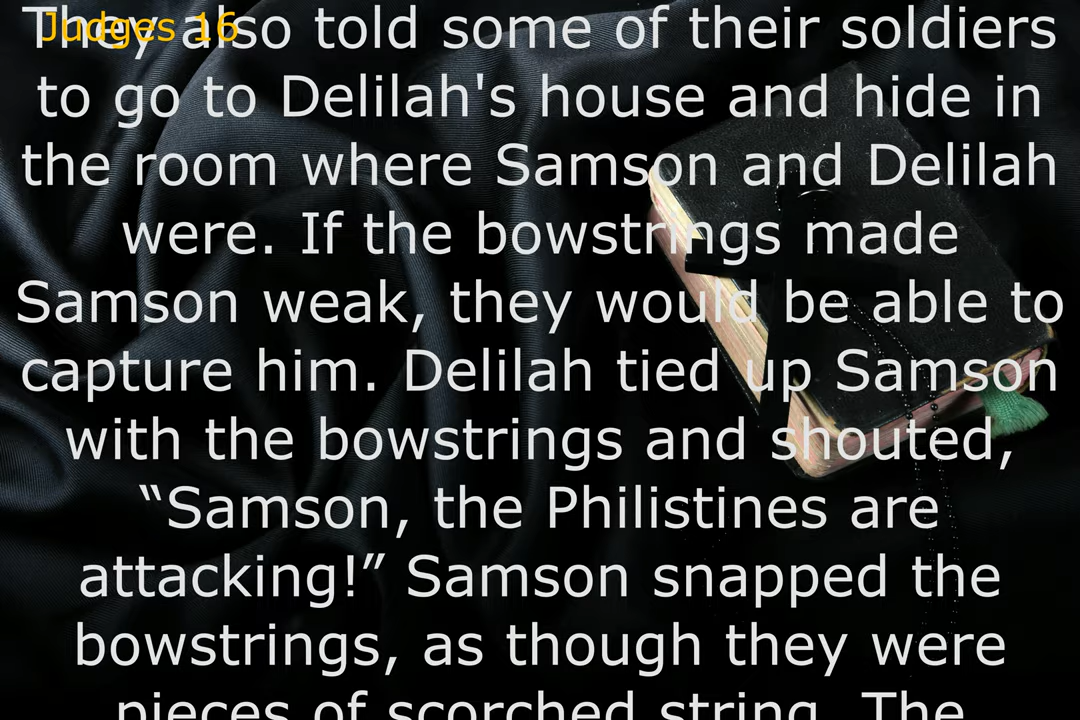 Judges 16
They also told some of their soldiers
to go to Delilah's house and hide in
the room where Samson and Delilah
were. If the bowstrings made
Samson weak, they would be able to
capture him. Delilah tied up Samson
with the bowstrings and shouted,
“Samson, the Philistines are
attacking!” Samson snapped the
bowstrings, as though they were
pieces of scorched string. The